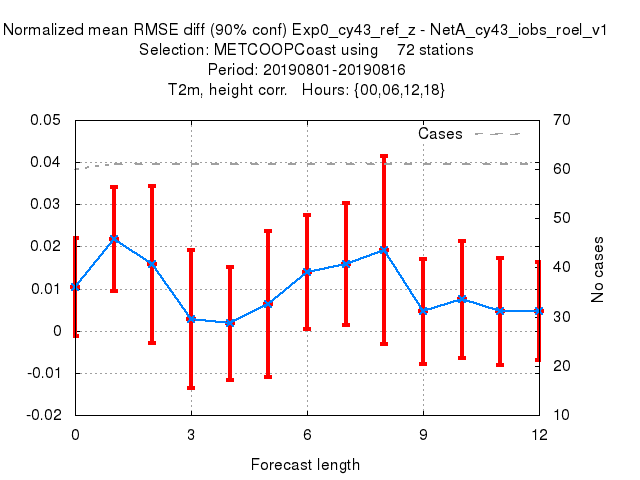 Normalized mean RMSE diff (90% conf) Exp0_cy43_ref_z - NetA_cy43_iobs_roel_v1
Selection: METCOOPCoast using 72 stations
Period: 20190801-20190816
T2m, height corr. Hours: {00,06,12,18}
0.05
0.04
0.03
0.02
0.01
0
-0.01
-0.02
Cases
70
60
50
40
30
20
10
No cases
0 3 6 9 12
Forecast length